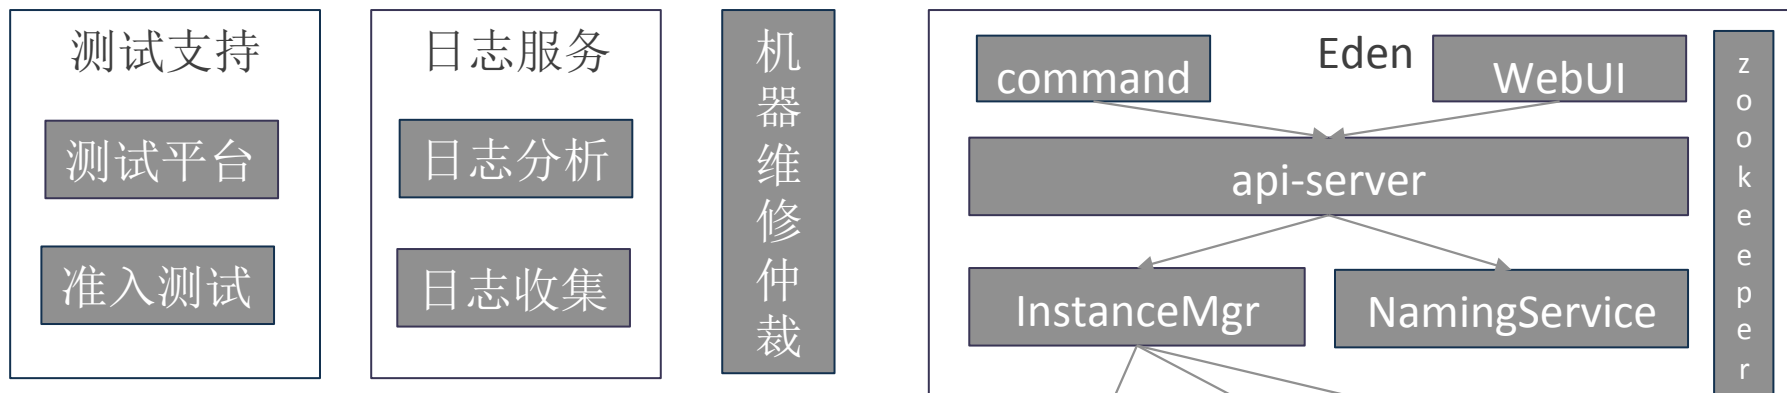 测试支持
测试平台
准入测试
日志服务
日志分析
日志收集
机器维修仲裁
Eden
command
WebUI
api-server
InstanceMgr
NamingService
zookeeper